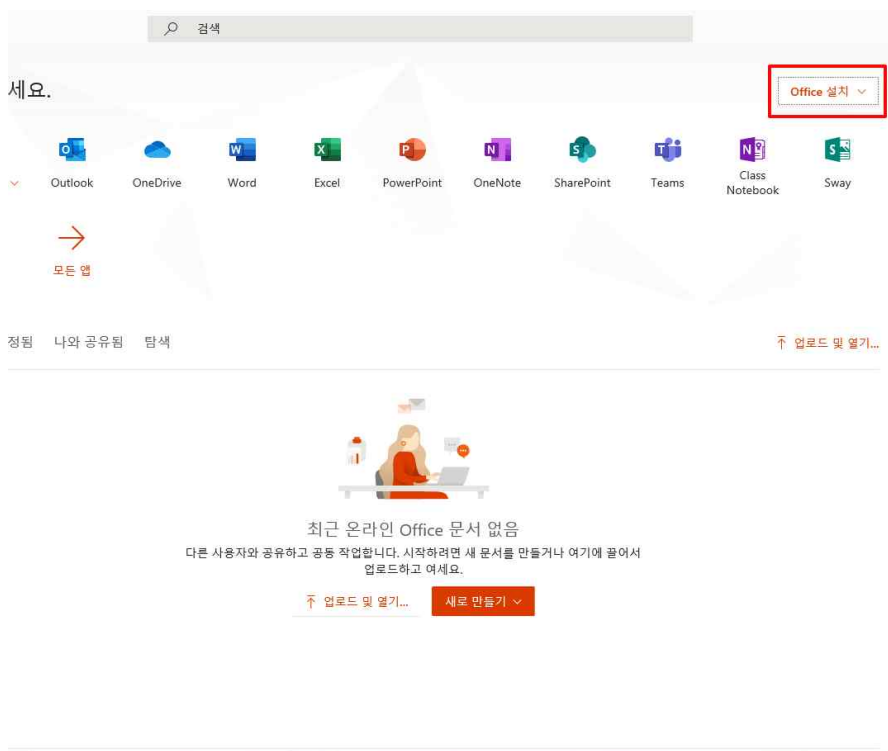 검색
세요.
Office 설치
Outlook
OneDrive
Word
Excel
PowerPoint
OneNote
SharePoint
Teams
Class
Notebook
Sway
모든 앱
정됨 나와 공유됨 탐색
업로드 및 열기...
최근 온라인 Office 문서 없음
다른 사용자와 공유하고 공동 작업합니다. 시작하려면 새 문서를 만들거나 여기에 끌어서
업로드하고 여세요.
업로드 및 열기...
새로 만들기